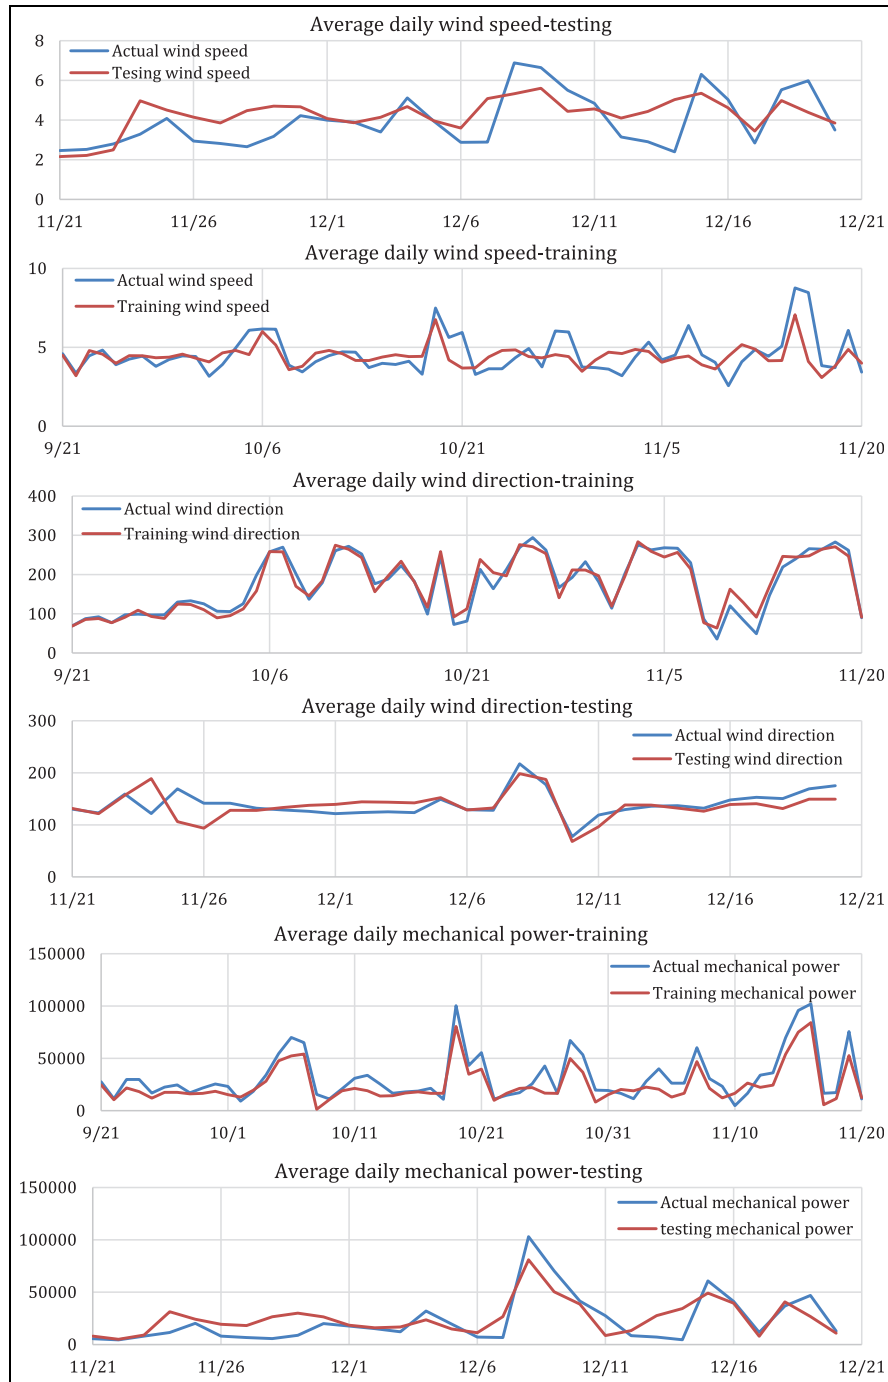 Average daily wind speed-testing
8
Actual wind speed
Tesing wind speed
6
4
2
0
11/21 11/26 12/1 12/6 12/11 12/16 12/21
Average daily wind speed-training
10
Actual wind speed
Training wind speed
5
0
9/21 10/6 10/21 11/5 11/20
Average daily wind direction-training
400
Actual wind direction
Training wind direction
300
200
100
0
9/21 10/6 10/21 11/5 11/20
Average daily wind direction-testing
300
Actual wind direction
Testing wind direction
200
100
0
11/21 11/26 12/1 12/6 12/11 12/16 12/21
Average daily mechanical power-training
150000
Actual mechanical power
Training mechanical power
100000
50000
0
9/21 10/1 10/11 10/21 10/31 11/10 11/20
Average daily mechanical power-testing
150000
Actual mechanical power
testing mechanical power
100000
50000
0
11/21 11/26 12/1 12/6 12/11 12/16 12/21